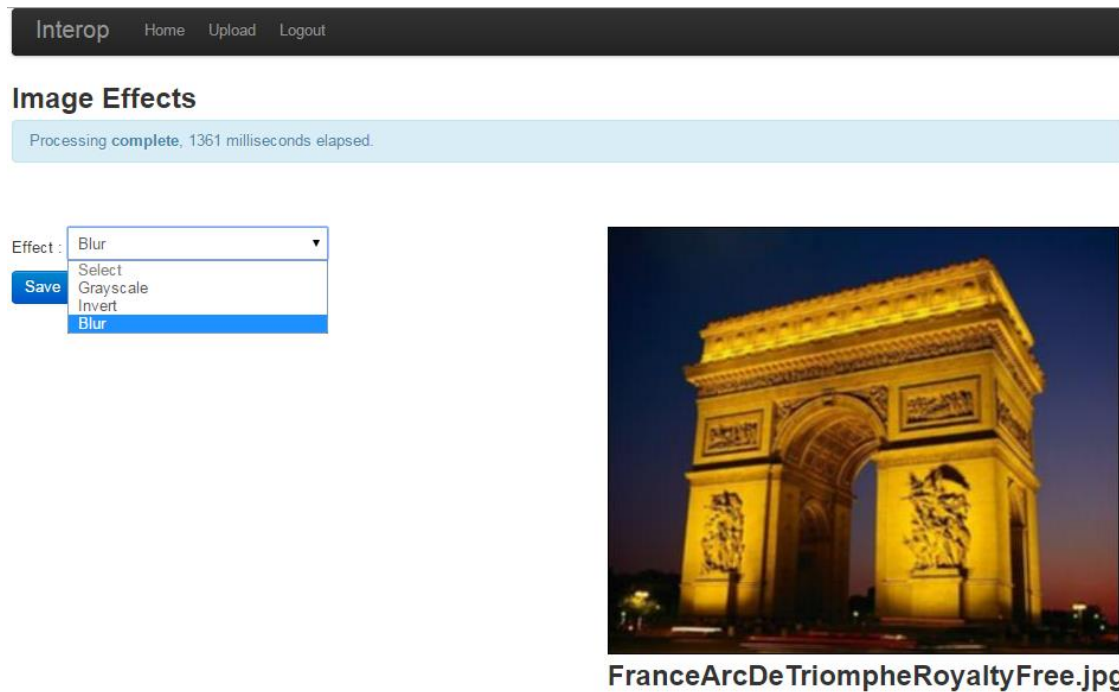 Interop Home Upload Logout
Image Effects
Processing complete, 1361 milliseconds elapsed.
Effect : Blur
Select
Save Grayscale
Invert
Blur
FranceArcDeTriompheRoyaltyFree.jpg